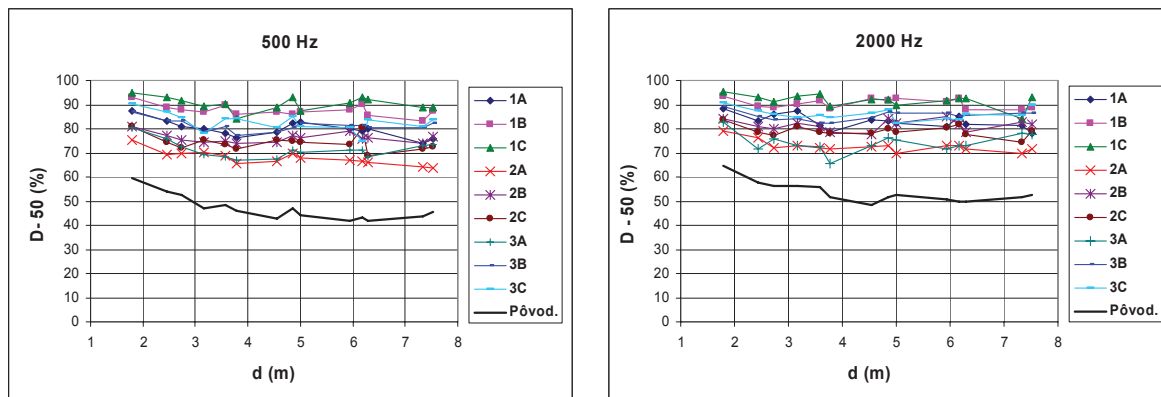 500 Hz
D- 50 (%)
100
90
80
70
60
50
40
30
20
10
0
1 2 3 4 5 6 7 8
d (m)
1A
1B
1C
2A
2B
2C
3A
3B
3C
Pôvod.
2000 Hz
D - 50 (%)
100
90
80
70
60
50
40
30
20
10
0
1 2 3 4 5 6 7 8
d (m)
1A
1B
1C
2A
2B
2C
3A
3B
3C
Pôvod.